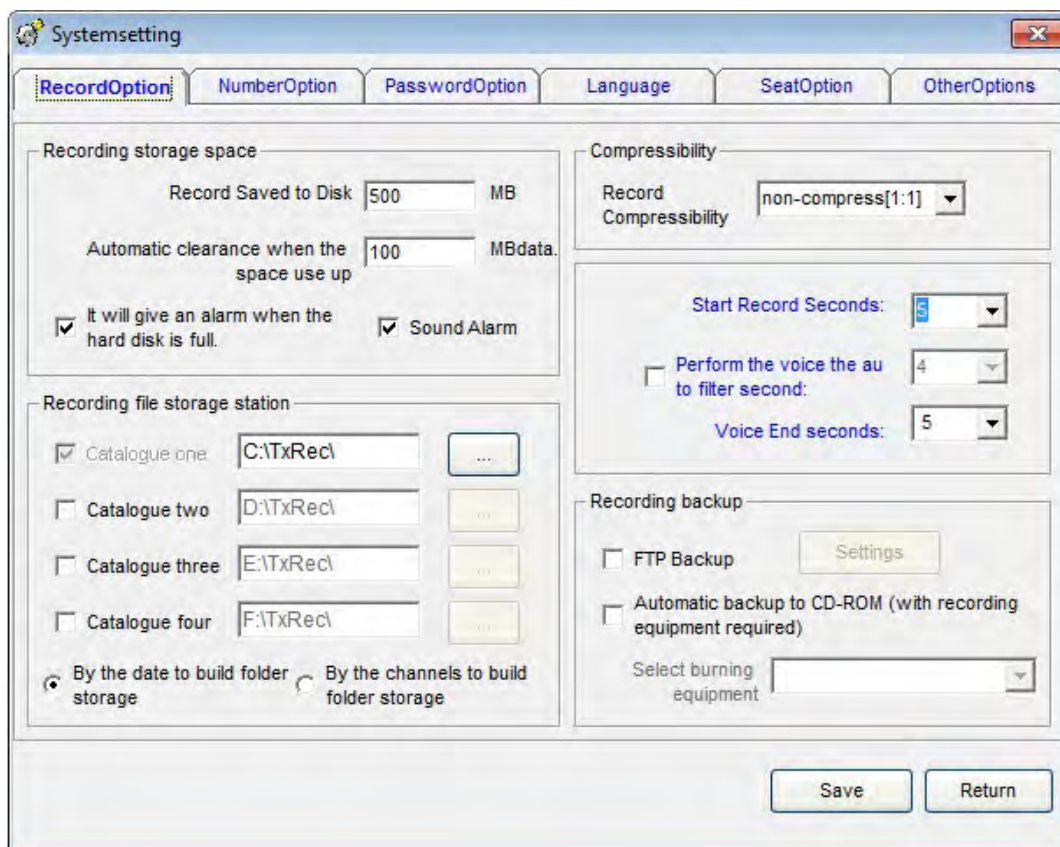 Systemsetting
RecordOption
NumberOption
PasswordOption
Language
SeatOption
OtherOptions
Recording storage space
Record Saved to Disk
500
MB
Automatic clearance when the
space use up
100
MBdata.
It will give an alarm when the
hard disk is full.
Sound Alarm
Recording file storage station
Catalogue one
C:\TxRec\
...
Catalogue two
D:\TxRec\
...
Catalogue three
E:\TxRec\
...
Catalogue four
F:\TxRec\
...
By the date to build folder
storage
By the channels to build
folder storage
Compressibility
Record
Compressibility
non-compress[1:1]
Start Record Seconds:
5
Perform the voice the au
to filter second:
4
Voice End seconds:
5
Recording backup
FTP Backup
Settings
Automatic backup to CD-ROM (with recording
equipment required)
Select burning
equipment
Save
Return